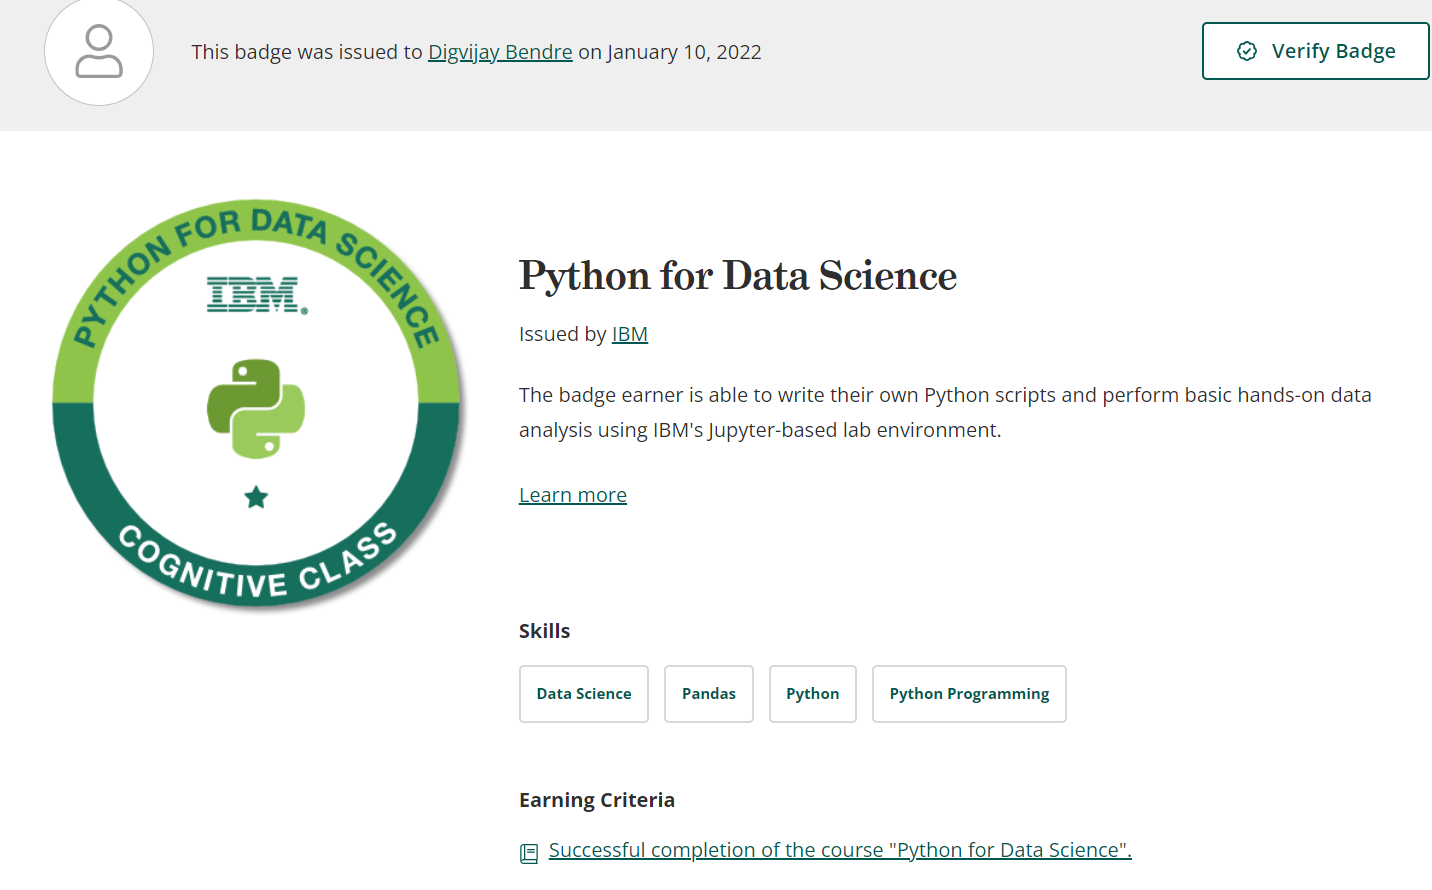 This badge was issued to Digvijay Bendre on January 10, 2022
Verify Badge
PYTHON FOR DATA SCIENCE
IBM®
COGNITIVE CLASS
Python for Data Science
Issued by IBM
The badge earner is able to write their own Python scripts and perform basic hands-on data
analysis using IBM's Jupyter-based lab environment.
Learn more
Skills
Data Science
Pandas
Python
Python Programming
Earning Criteria
Successful completion of the course "Python for Data Science".